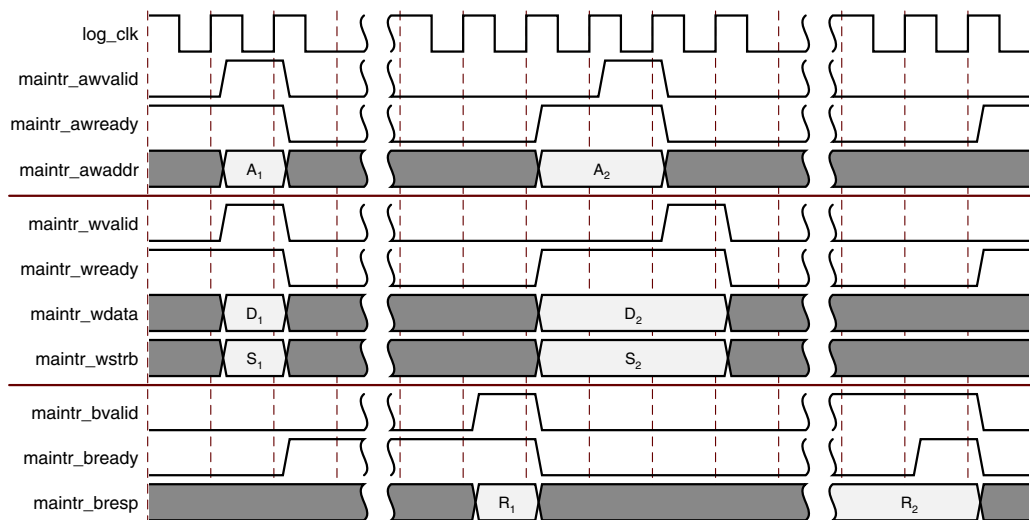 log_clk
maintr_awvalid
maintr_awready
maintr_awaddr A₁ A₂
maintr_wvalid
maintr_wready
maintr_wdata D₁ D₂
maintr_wstrb S₁ S₂
maintr_bvalid
maintr_bready
maintr_bresp R₁ R₂